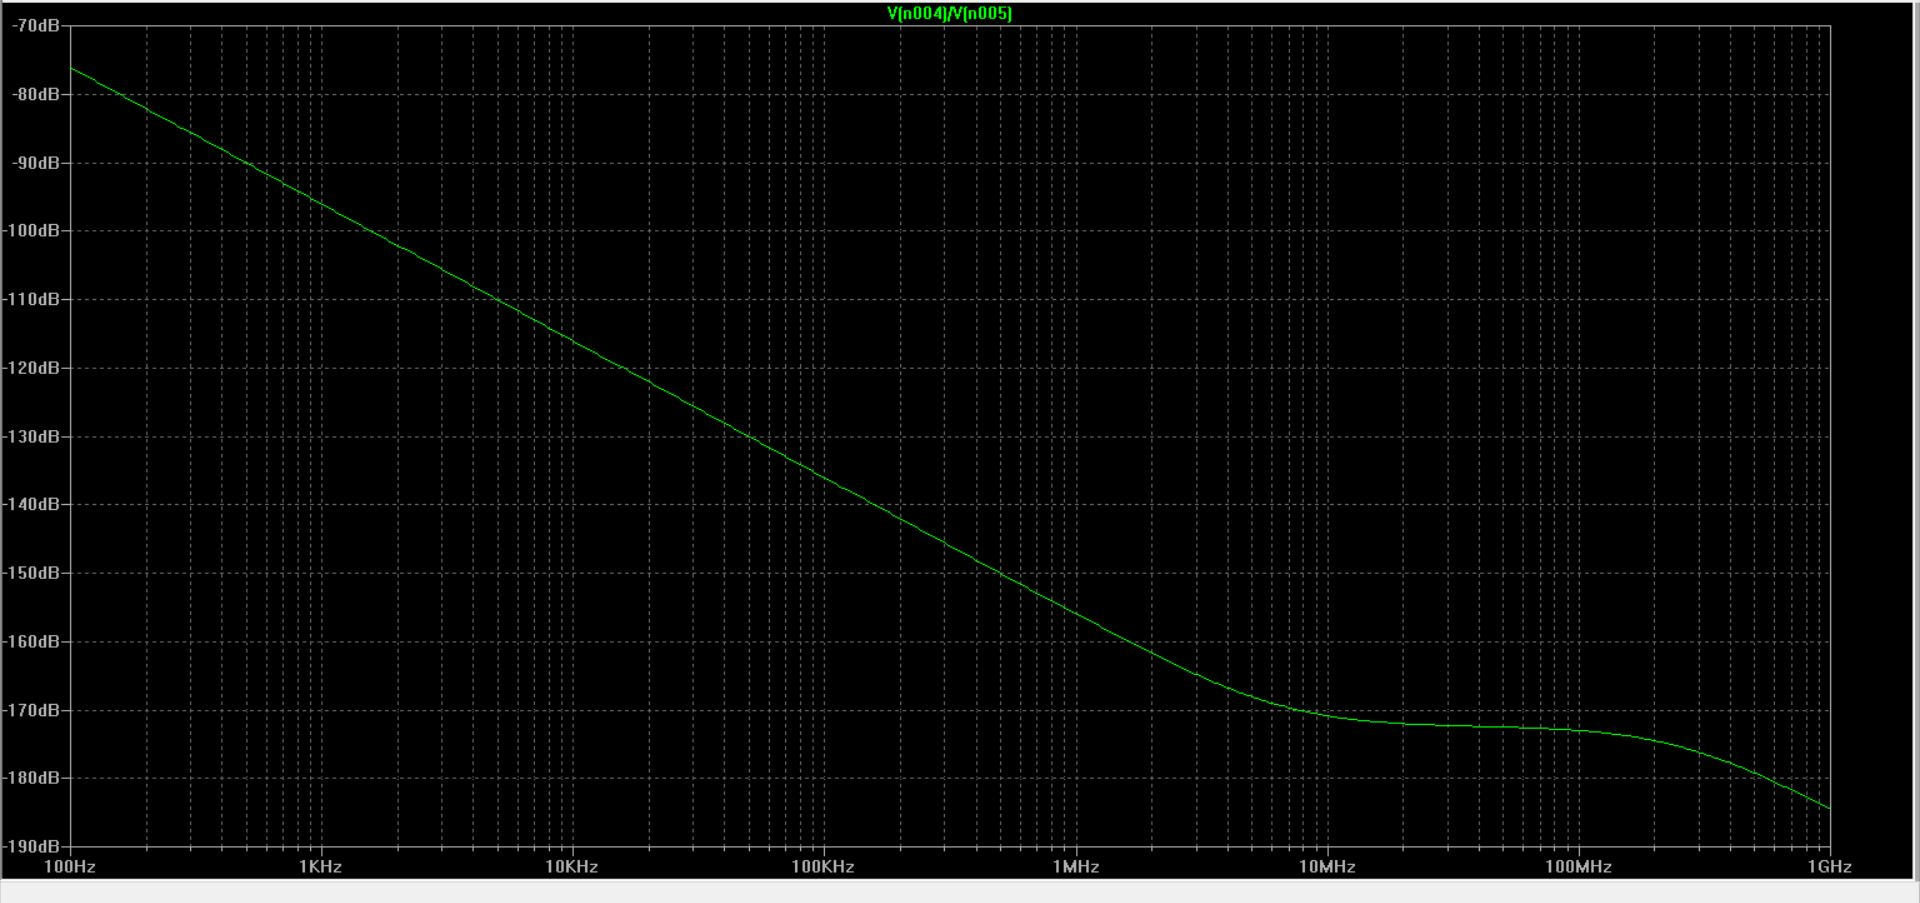 V(n004)/V(n005)
-70dB
-80dB
-90dB
-100dB
-110dB
-120dB
-130dB
-140dB
-150dB
-160dB
-170dB
-180dB
-190dB
100Hz 1KHz 10KHz 100KHz 1MHz 10MHz 100MHz 1GHz